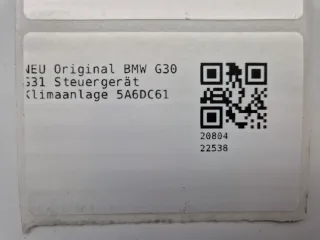 NEU Original BMW G30
G31 Steuergerät
Klimaanlage 5A6DC61
20804
22538